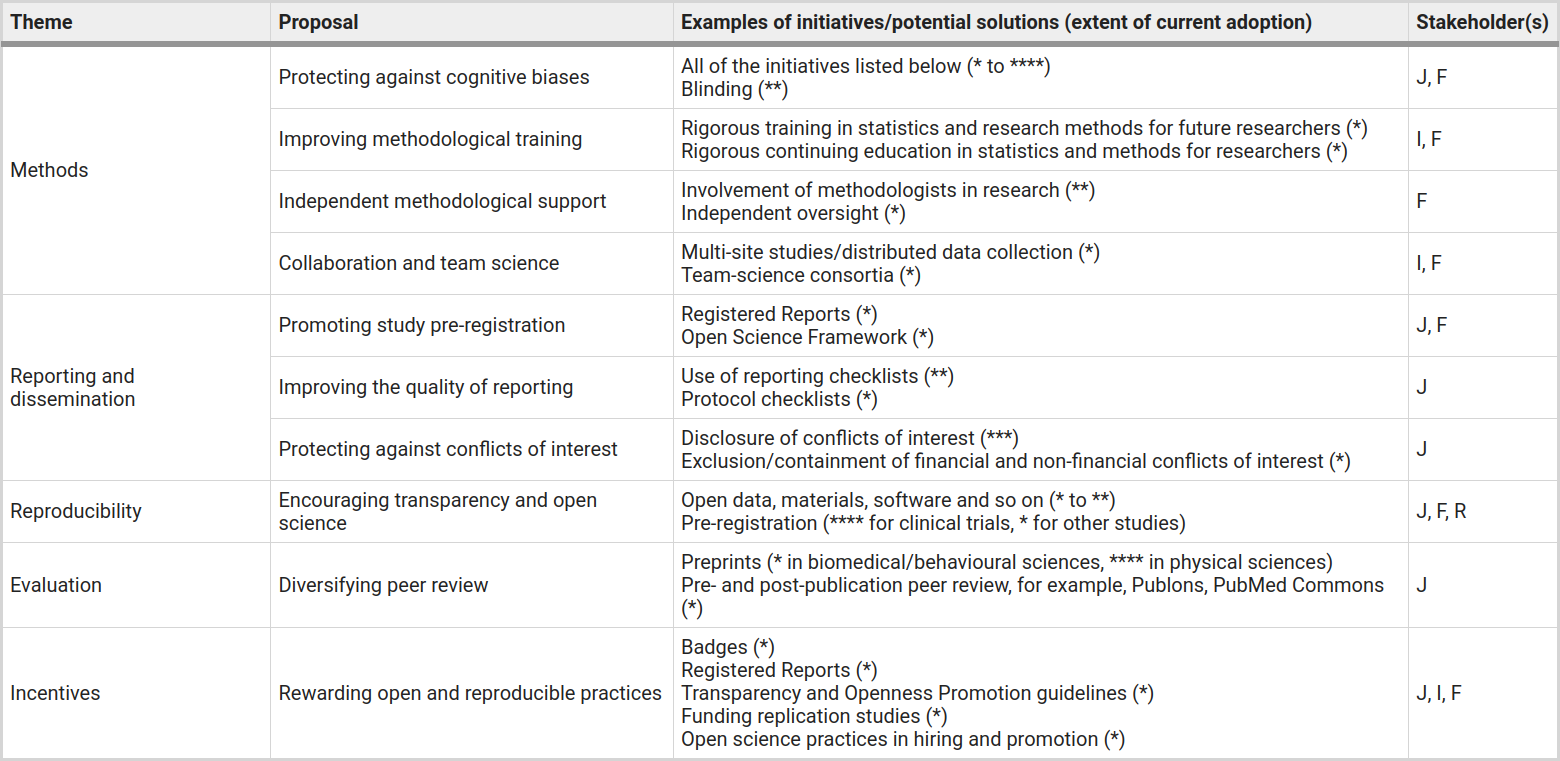 Theme Proposal Examples of initiatives/potential solutions (extent of current adoption) Stakeholder(s)
Methods
Protecting against cognitive biases
All of the initiatives listed below (* to ****)
Blinding (**)
J, F
Improving methodological training
Rigorous training in statistics and research methods for future researchers (*)
Rigorous continuing education in statistics and methods for researchers (*)
I, F
Independent methodological support
Involvement of methodologists in research (**)
Independent oversight (*)
F
Collaboration and team science
Multi-site studies/distributed data collection (*)
Team-science consortia (*)
I, F
Reporting and
dissemination
Promoting study pre-registration
Registered Reports (*)
Open Science Framework (*)
J, F
Improving the quality of reporting
Use of reporting checklists (**)
Protocol checklists (*)
J
Protecting against conflicts of interest
Disclosure of conflicts of interest (***)
Exclusion/containment of financial and non-financial conflicts of interest (*)
J
Reproducibility
Encouraging transparency and open
science
Open data, materials, software and so on (* to **)
Pre-registration (**** for clinical trials, * for other studies)
J, F, R
Evaluation
Diversifying peer review
Preprints (* in biomedical/behavioural sciences, **** in physical sciences)
Pre- and post-publication peer review, for example, Publons, PubMed Commons
(*)
J
Incentives
Rewarding open and reproducible practices
Badges (*)
Registered Reports (*)
Transparency and Openness Promotion guidelines (*)
Funding replication studies (*)
Open science practices in hiring and promotion (*)
J, I, F